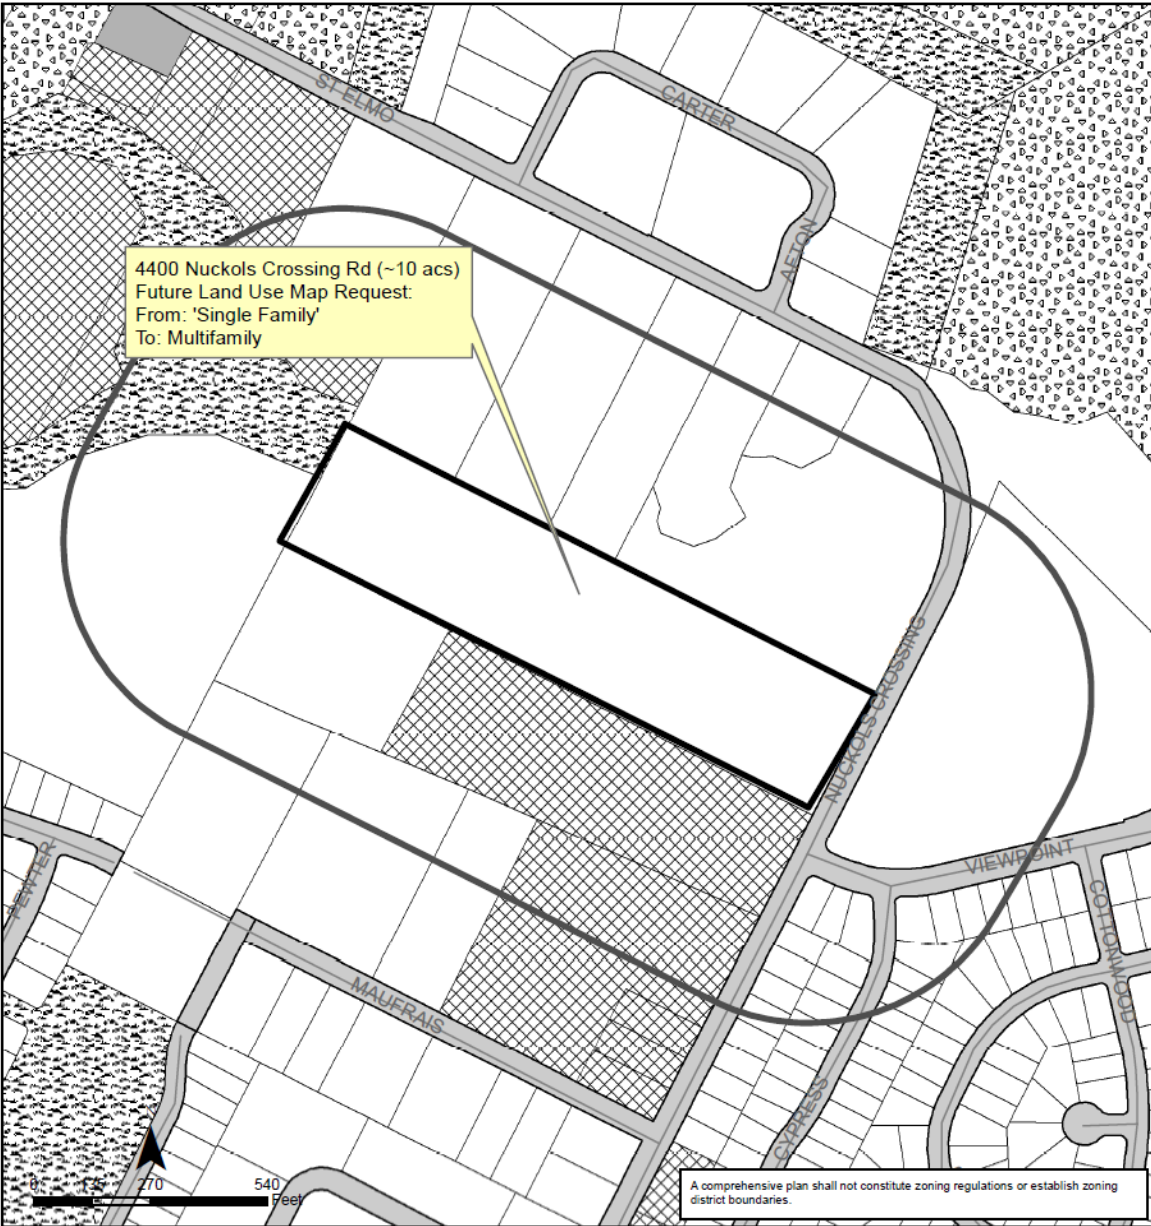 ST ELMO
CARTER
AFTON
4400 Nuckols Crossing Rd (~10 acs)
Future Land Use Map Request:
From: 'Single Family'
To: Multifamily
NUCKOLS CROSSING
VIEWPOINT
PEWTER
COTTONWOOD
MAUFRAIS
CYPRESS
0 135 270 540
Feet
A comprehensive plan shall not constitute zoning regulations or establish zoning
district boundaries.